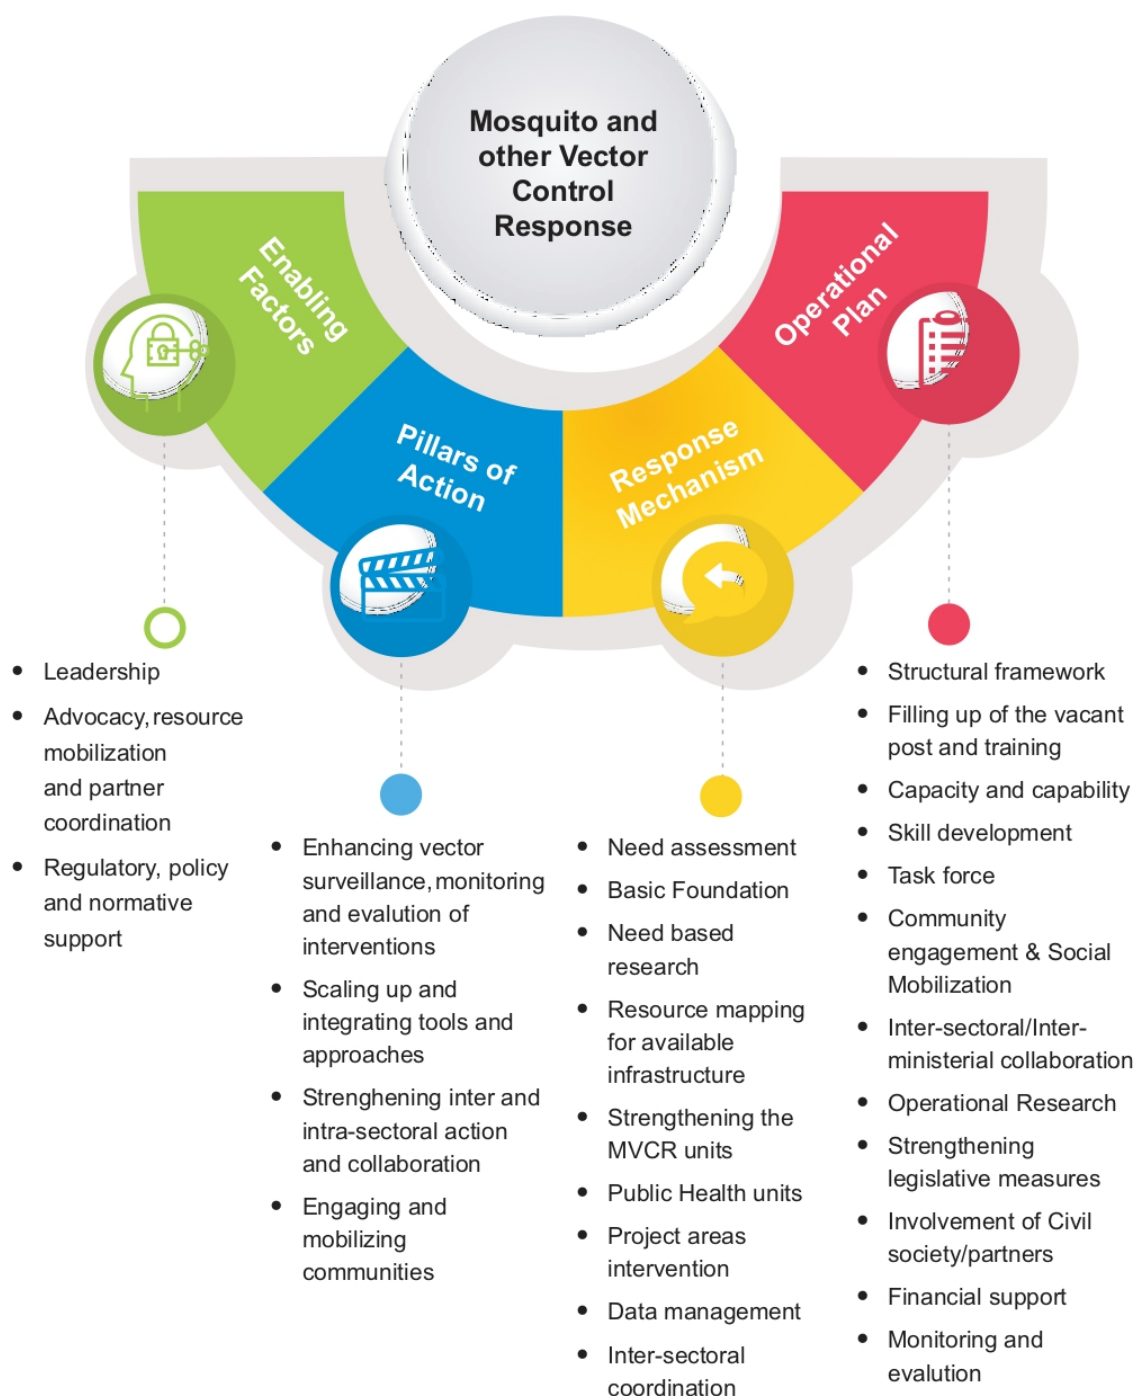 Mosquito and
other Vector
Control
Response
Enabling
Factors
Pillars of
Action
Response
Mechanism
Operational
Plan
• Leadership
• Advocacy, resource
mobilization
and partner
coordination
• Regulatory, policy
and normative
support
• Enhancing vector
surveillance, monitoring
and evalution of
interventions
• Scaling up and
integrating tools and
approaches
• Strenghening inter and
intra-sectoral action
and collaboration
• Engaging and
mobilizing
communities
• Need assessment
• Basic Foundation
• Need based
research
• Resource mapping
for available
infrastructure
• Strengthening the
MVCR units
• Public Health units
• Project areas
intervention
• Data management
• Inter-sectoral
coordination
• Structural framework
• Filling up of the vacant
post and training
• Capacity and capability
• Skill development
• Task force
• Community
engagement & Social
Mobilization
• Inter-sectoral/Inter-
ministerial collaboration
• Operational Research
• Strengthening
legislative measures
• Involvement of Civil
society/partners
• Financial support
• Monitoring and
evalution